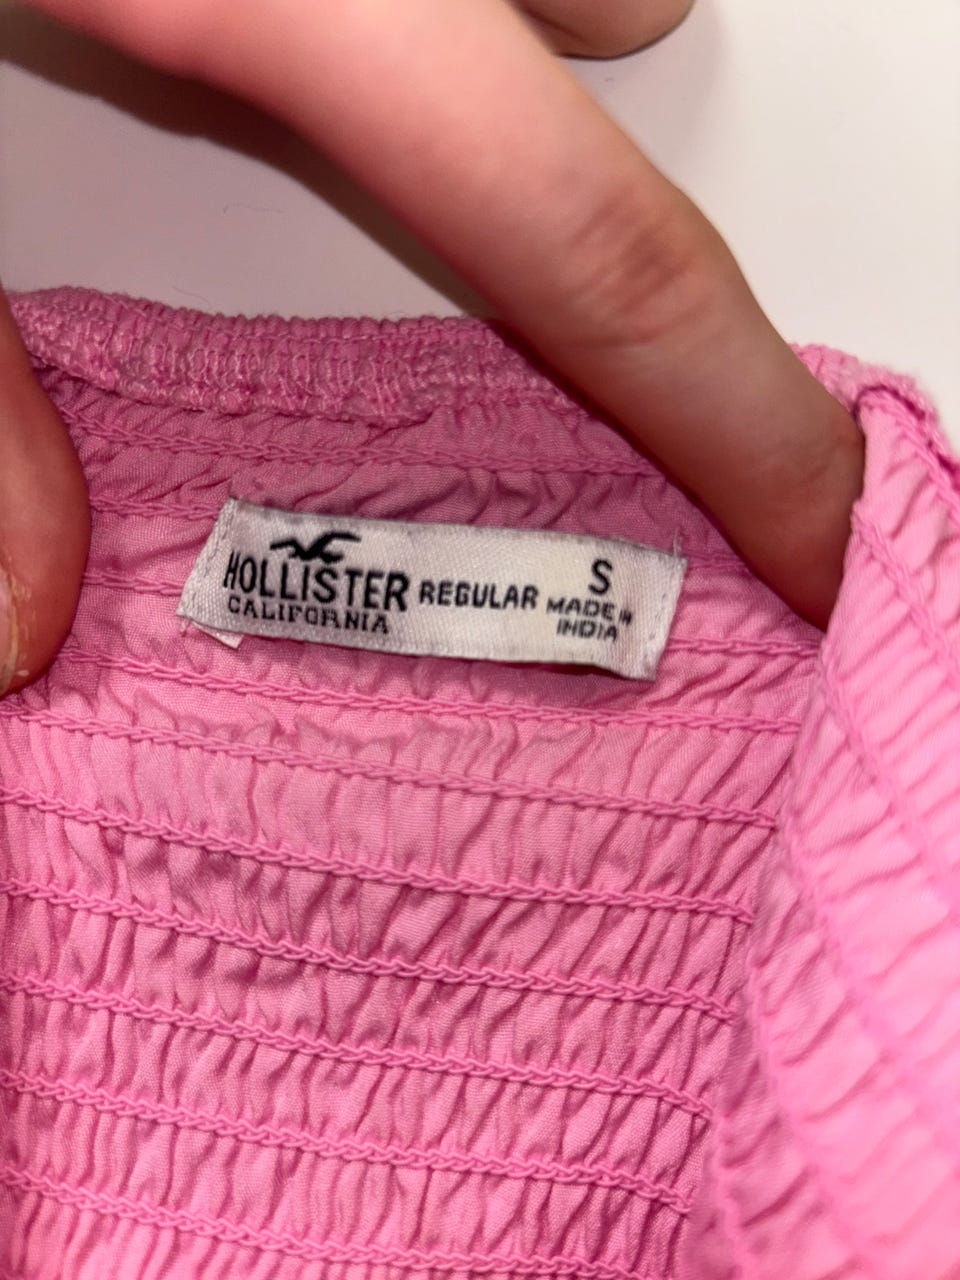 HOLLISTER
CALIFORNIA
REGULAR
S
MADE IN
INDIA